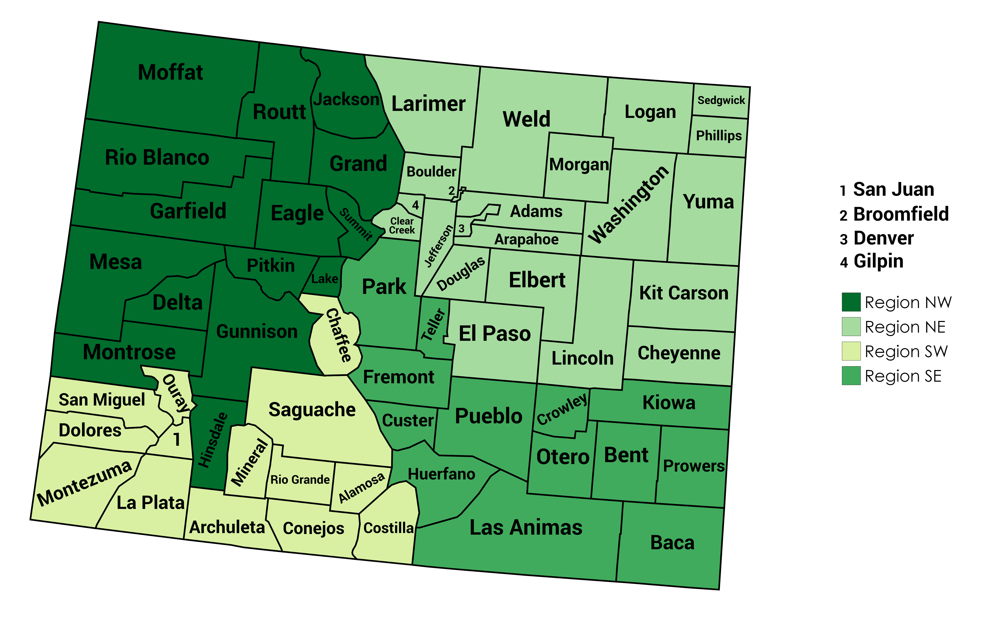 Moffat
Routt
Jackson
Larimer
Weld
Logan
Sedgwick
Phillips
Rio Blanco
Grand
Boulder
2
Morgan
Washington
Yuma
Garfield
Eagle
Summit
4
Clear
Creek
Jefferson
3
Adams
Arapahoe
Mesa
Pitkin
Lake
Park
Douglas
Elbert
Kit Carson
Delta
Gunnison
Chaffee
Teller
El Paso
Lincoln
Cheyenne
Montrose
Ouray
San Miguel
Saguache
Fremont
Custer
Pueblo
Crowley
Kiowa
Dolores
1
Hinsdale
Mineral
Rio Grande
Alamosa
Huerfano
Otero
Bent
Prowers
Montezuma
La Plata
Archuleta
Conejos
Costilla
Las Animas
Baca
1 San Juan
2 Broomfield
3 Denver
4 Gilpin
Region NW
Region NE
Region SW
Region SE